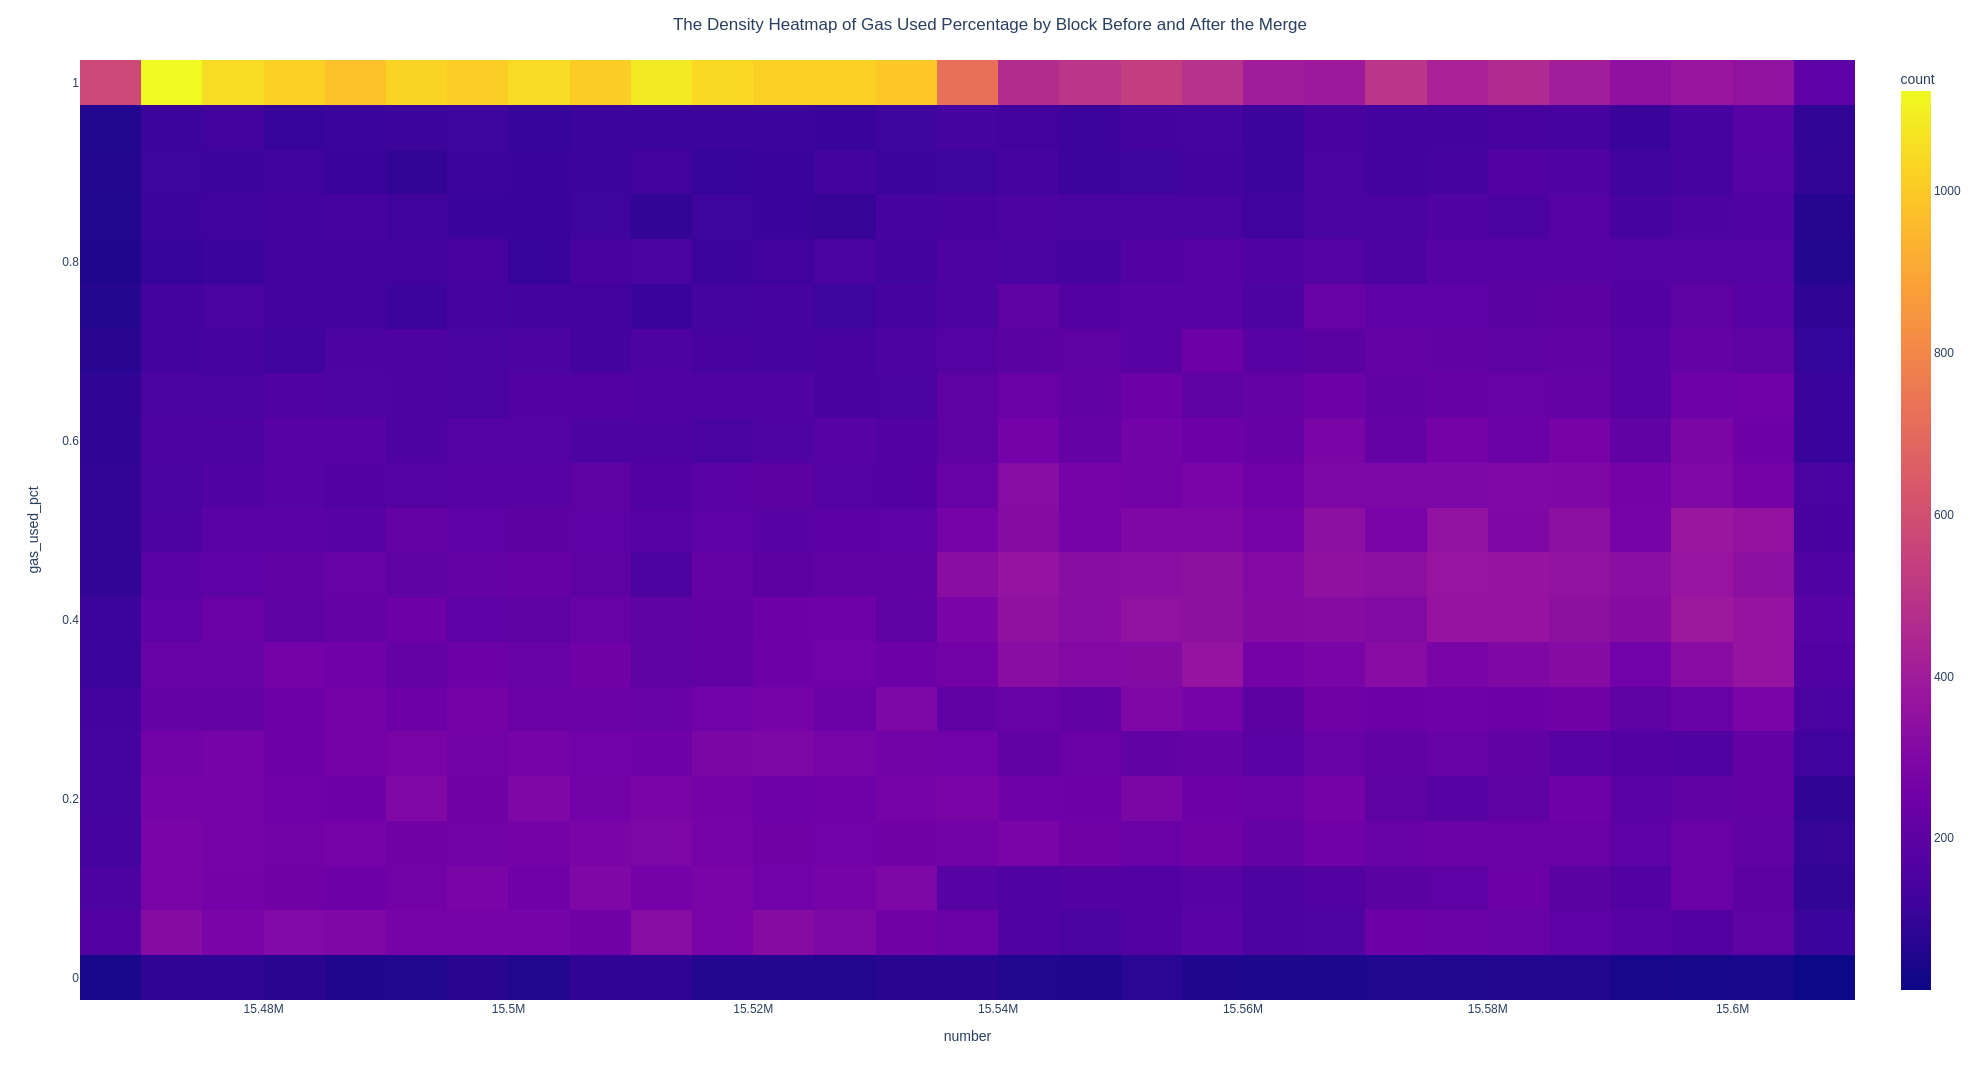 The Density Heatmap of Gas Used Percentage by Block Before and After the Merge
count
1
0.8
0.6
0.4
0.2
0
gas_used_pct
1000
800
600
400
200
15.48M
15.5M
15.52M
15.54M
15.56M
15.58M
15.6M
number